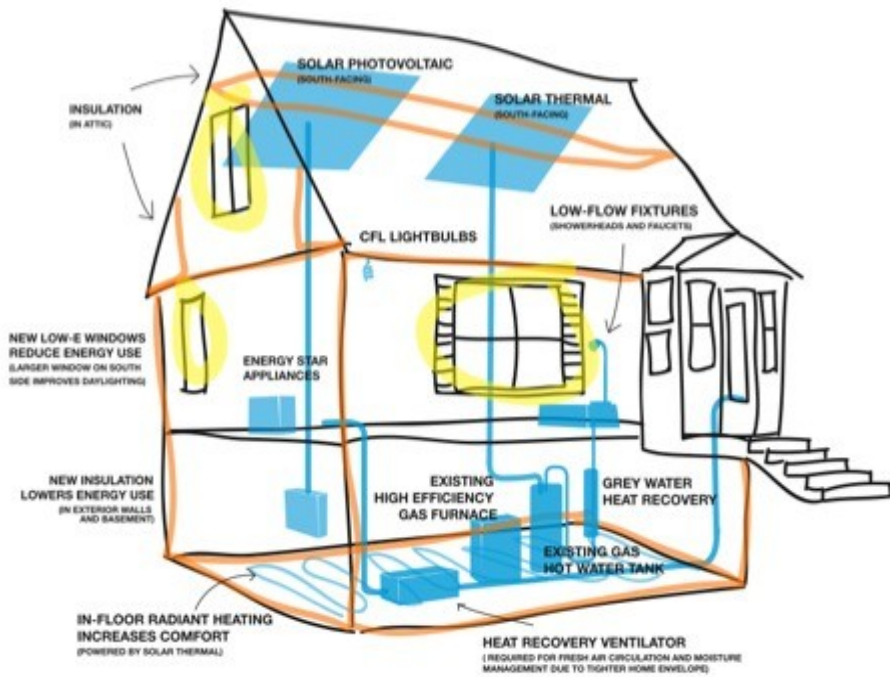 SOLAR PHOTOVOLTAIC
(SOUTH-FACING)
SOLAR THERMAL
(SOUTH-FACING)
INSULATION
(IN ATTIC)
LOW-FLOW FIXTURES
(SHOWERHEADS AND FAUCETS)
CFL LIGHTBULBS
NEW LOW-E WINDOWS
REDUCE ENERGY USE
(LARGER WINDOW ON SOUTH
SIDE IMPROVES DAYLIGHTING)
ENERGY STAR
APPLIANCES
NEW INSULATION
LOWERS ENERGY USE
(IN EXTERIOR WALLS
AND BASEMENT)
EXISTING
HIGH EFFICIENCY
GAS FURNACE
GREY WATER
HEAT RECOVERY
EXISTING GAS
HOT WATER TANK
IN-FLOOR RADIANT HEATING
INCREASES COMFORT
(POWERED BY SOLAR THERMAL)
HEAT RECOVERY VENTILATOR
( REQUIRED FOR FRESH AIR CIRCULATION AND MOISTURE
MANAGEMENT DUE TO TIGHTER HOME ENVELOPE)